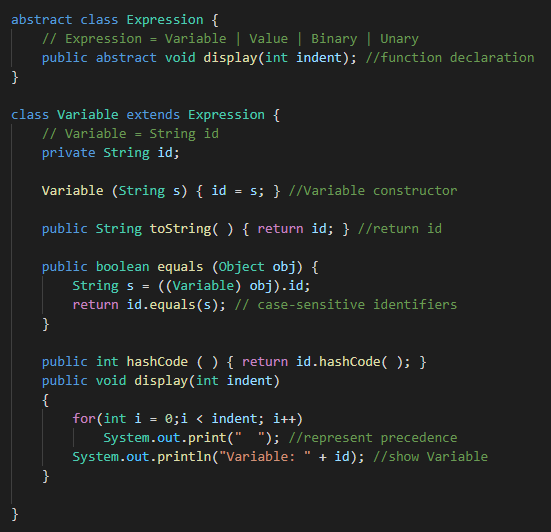 abstract class Expression {
    // Expression = Variable | Value | Binary | Unary
    public abstract void display(int indent); //function declaration
}

class Variable extends Expression {
    // Variable = String id
    private String id;

    Variable (String s) { id = s; } //Variable constructor

    public String toString( ) { return id; } //return id

    public boolean equals (Object obj) {
        String s = ((Variable) obj).id;
        return id.equals(s); // case-sensitive identifiers
    }

    public int hashCode ( ) { return id.hashCode( ); }
    public void display(int indent)
    {
        for(int i = 0;i < indent; i++)
            System.out.print("  "); //represent precedence
        System.out.println("Variable: " + id); //show Variable
    }

}